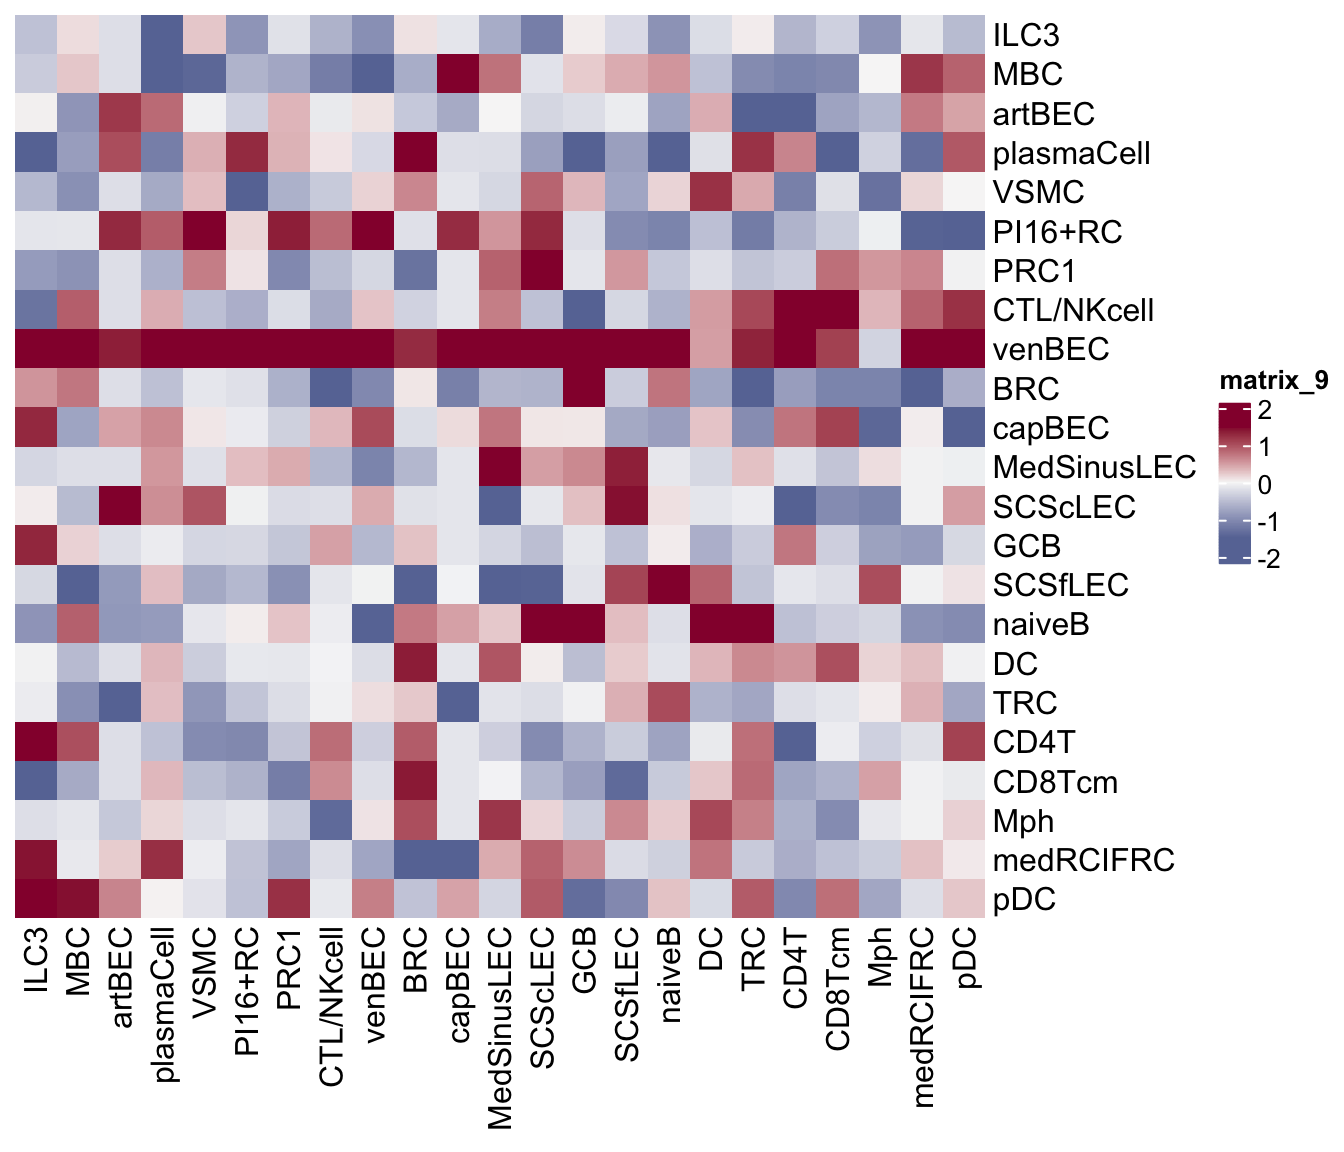 ILC3
MBC
artBEC
plasmaCell
VSMC
PI16+RC
PRC1
CTL/NKcell
venBEC
BRC
capBEC
MedSinusLEC
SCScLEC
GCB
SCSfLEC
naiveB
DC
TRC
CD4T
CD8Tcm
Mph
medRCIFRC
pDC
matrix_9
2
1
0
-1
-2
ILC3
MBC
artBEC
plasmaCell
VSMC
PI16+RC
PRC1
CTL/NKcell
venBEC
BRC
capBEC
MedSinusLEC
SCScLEC
GCB
SCSfLEC
naiveB
DC
TRC
CD4T
CD8Tcm
Mph
medRCIFRC
pDC